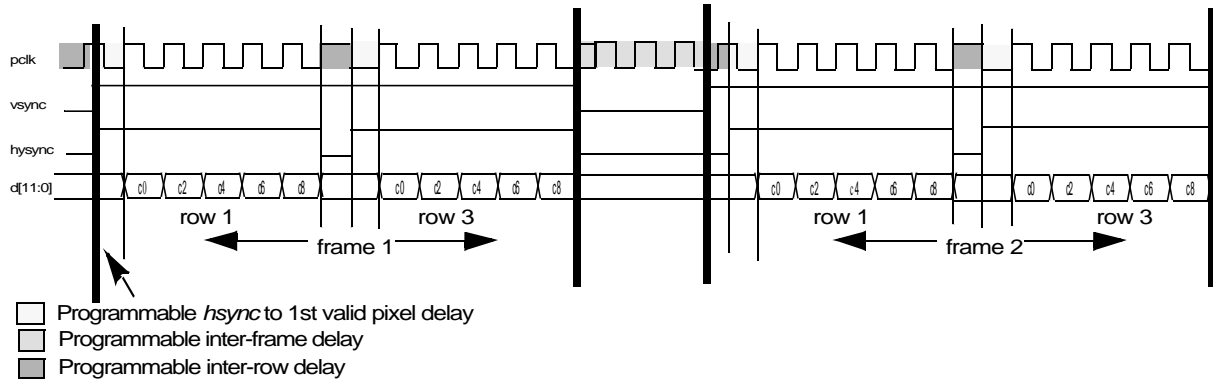 pclk
vsync
hysync
d[11:0] c0 c2 c4 c6 c8 c0 c2 c4 c6 c8 c0 c2 c4 c6 c8 c0 c2 c4 c6 c8
row 1 row 3 row 1 row 3
frame 1 frame 2
Programmable hsync to 1st valid pixel delay
Programmable inter-frame delay
Programmable inter-row delay